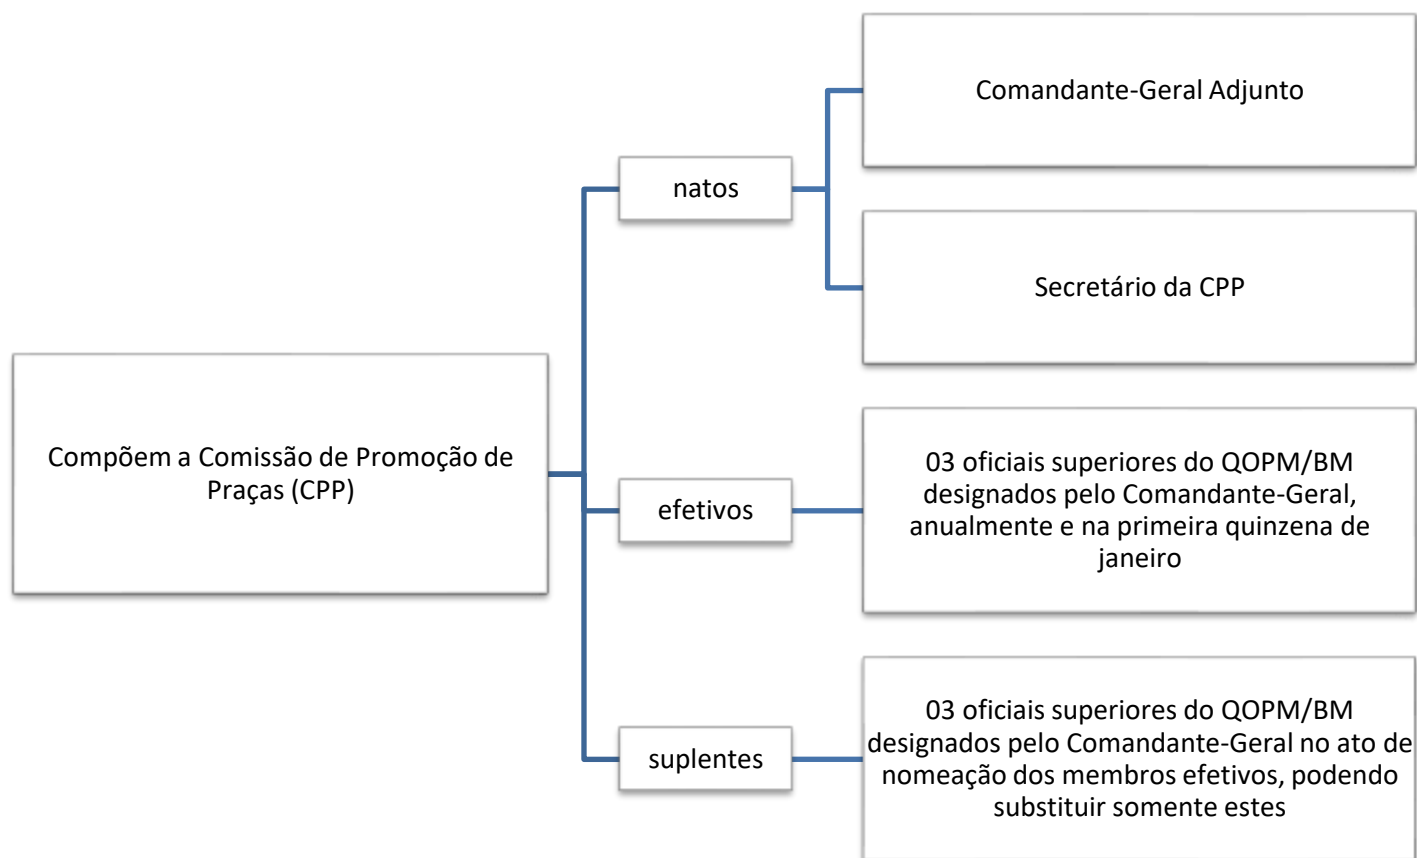 Compõem a Comissão de Promoção de
Praças (CPP)
natos
Comandante-Geral Adjunto
Secretário da CPP
efetivos
03 oficiais superiores do QOPM/BM
designados pelo Comandante-Geral,
anualmente e na primeira quinzena de
janeiro
suplentes
03 oficiais superiores do QOPM/BM
designados pelo Comandante-Geral no ato de
nomeação dos membros efetivos, podendo
substituir somente estes